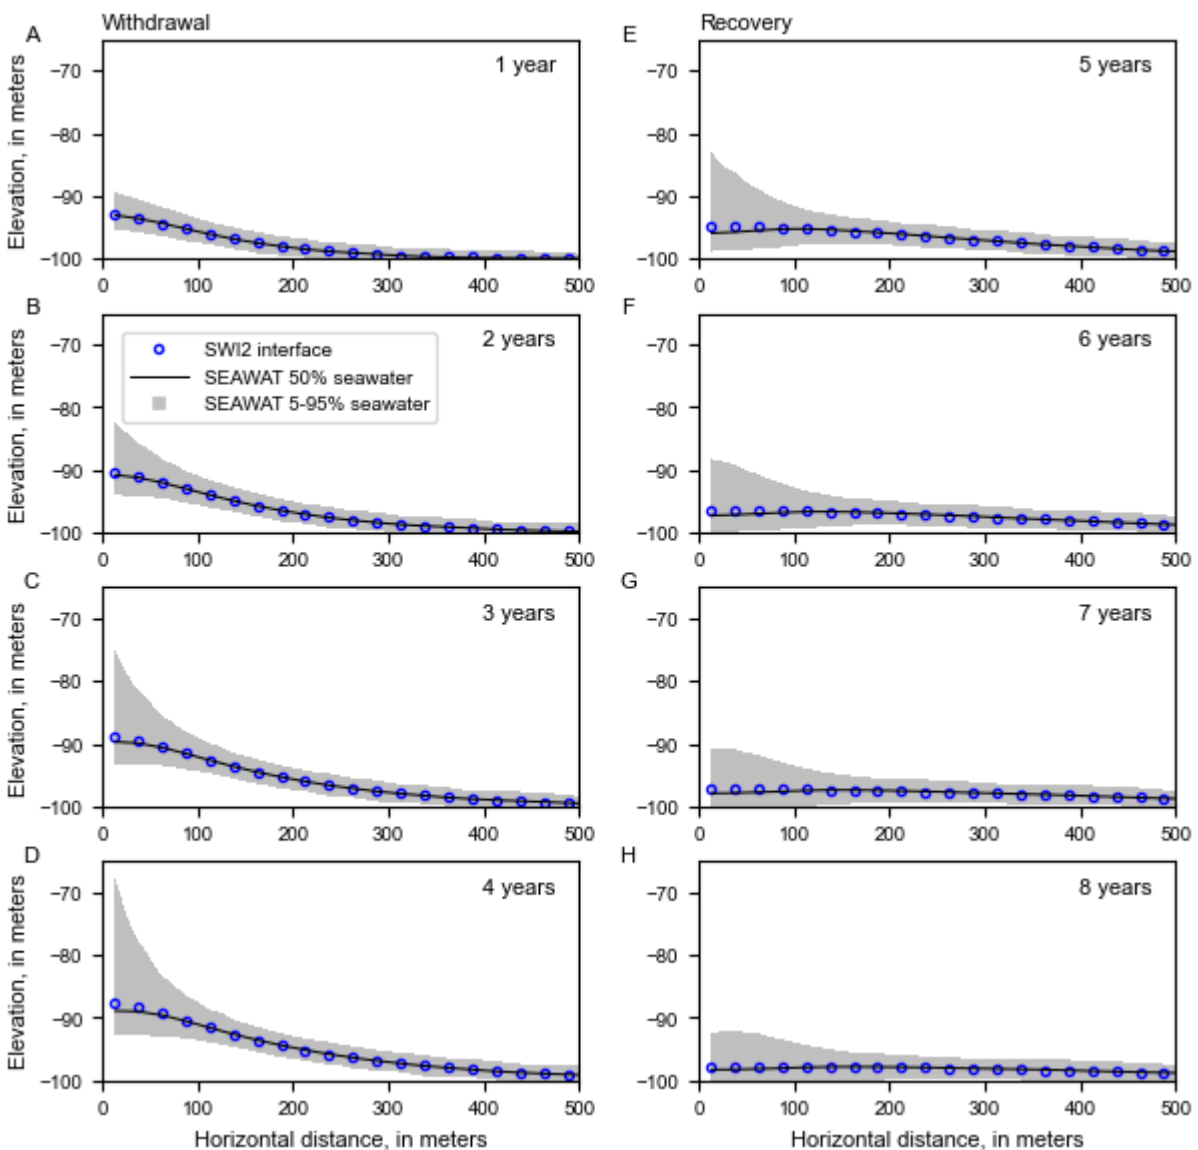 Withdrawal
A
1 year
Elevation, in meters
−70
−80
−90
−100
0 100 200 300 400 500
B
2 years
SWI2 interface
SEAWAT 50% seawater
SEAWAT 5-95% seawater
Elevation, in meters
−70
−80
−90
−100
0 100 200 300 400 500
C
3 years
Elevation, in meters
−70
−80
−90
−100
0 100 200 300 400 500
D
4 years
Elevation, in meters
−70
−80
−90
−100
0 100 200 300 400 500
Horizontal distance, in meters
Recovery
E
5 years
−70
−80
−90
−100
0 100 200 300 400 500
F
6 years
−70
−80
−90
−100
0 100 200 300 400 500
G
7 years
−70
−80
−90
−100
0 100 200 300 400 500
H
8 years
−70
−80
−90
−100
0 100 200 300 400 500
Horizontal distance, in meters